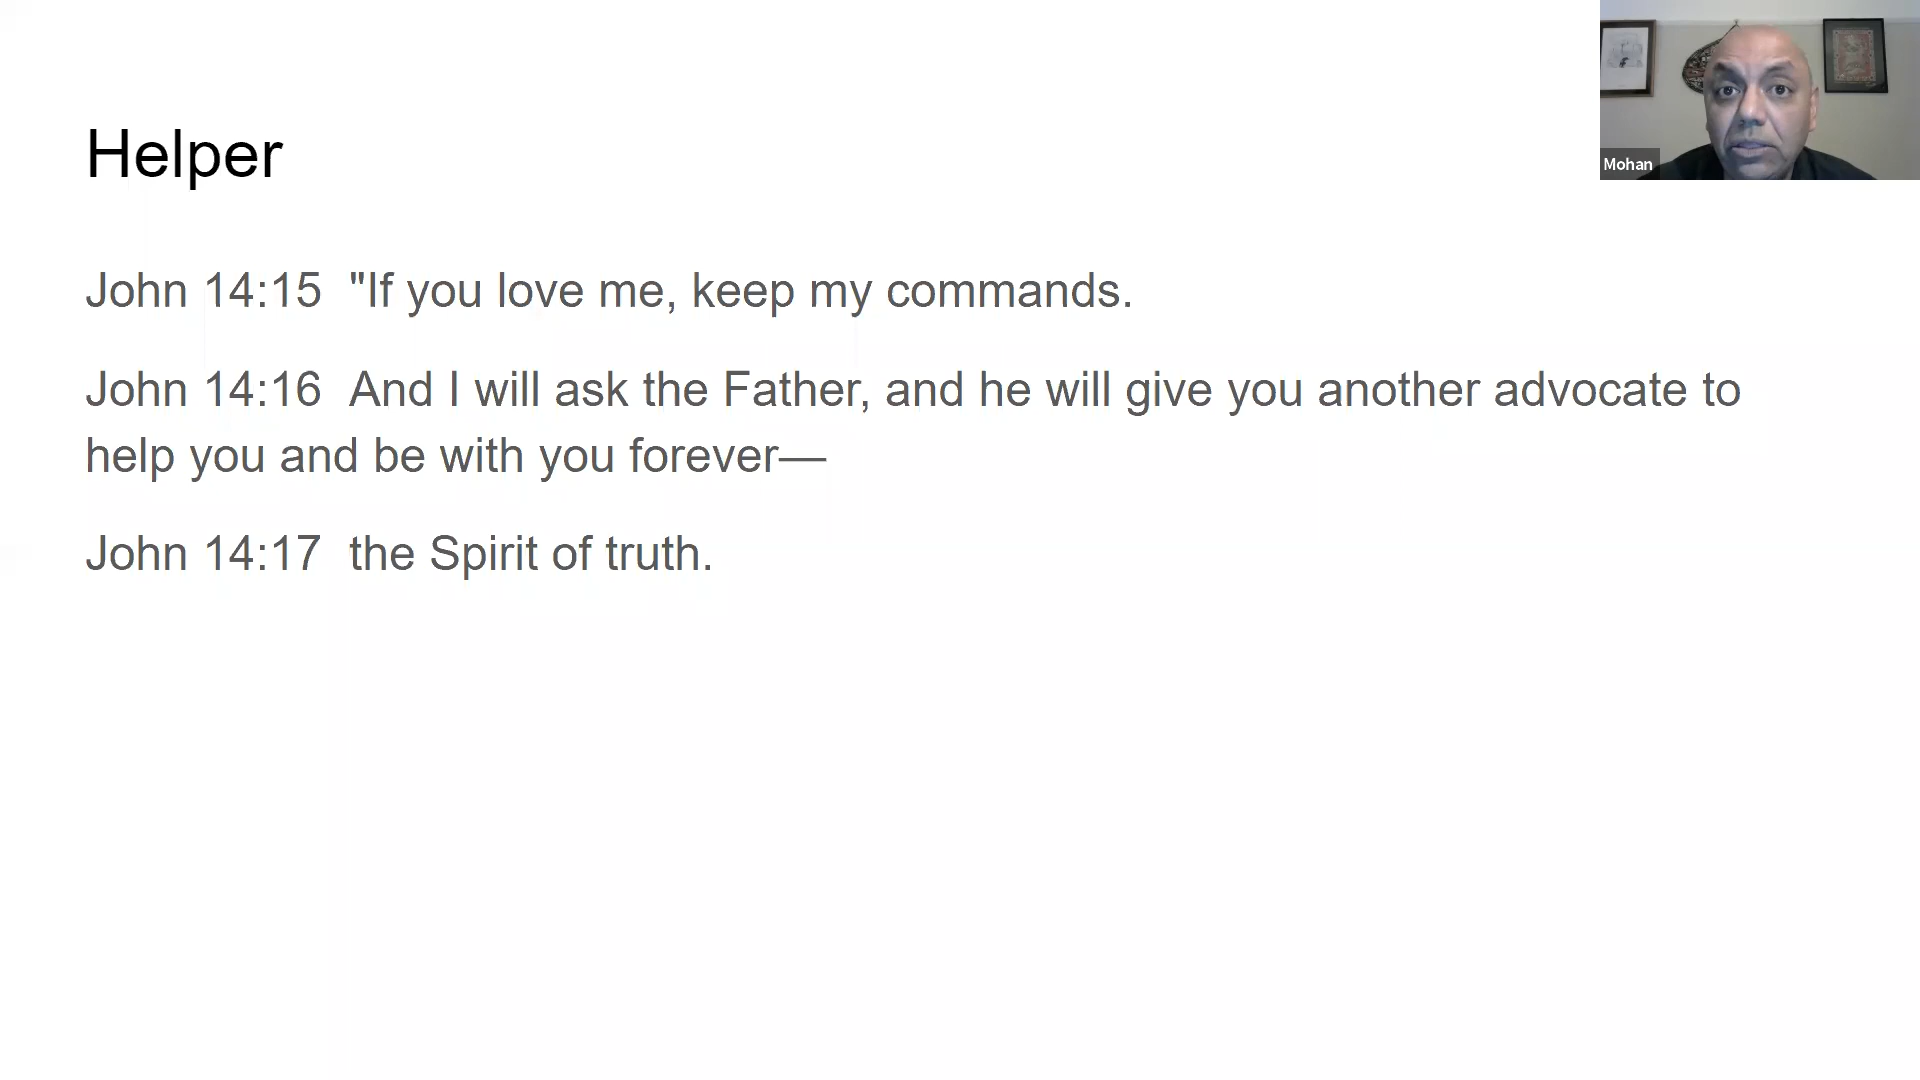 Helper
Mohan
John 14:15  "If you love me, keep my commands.
John 14:16  And I will ask the Father, and he will give you another advocate to
help you and be with you forever—
John 14:17  the Spirit of truth.